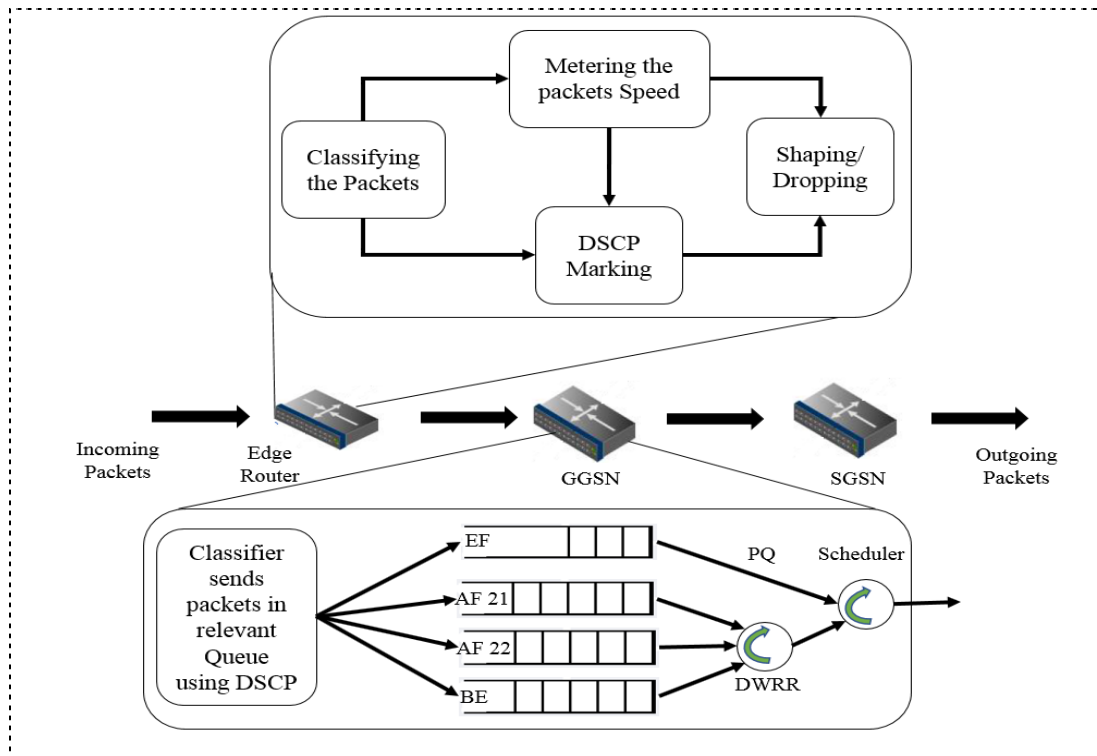 Metering the
packets Speed
Classifying
the Packets
Shaping/
Dropping
DSCP
Marking
Incoming
Packets
Edge
Router
GGSN
SGSN
Outgoing
Packets
Classifier
sends
packets in
relevant
Queue
using DSCP
EF
AF 21
AF 22
BE
PQ
Scheduler
DWRR